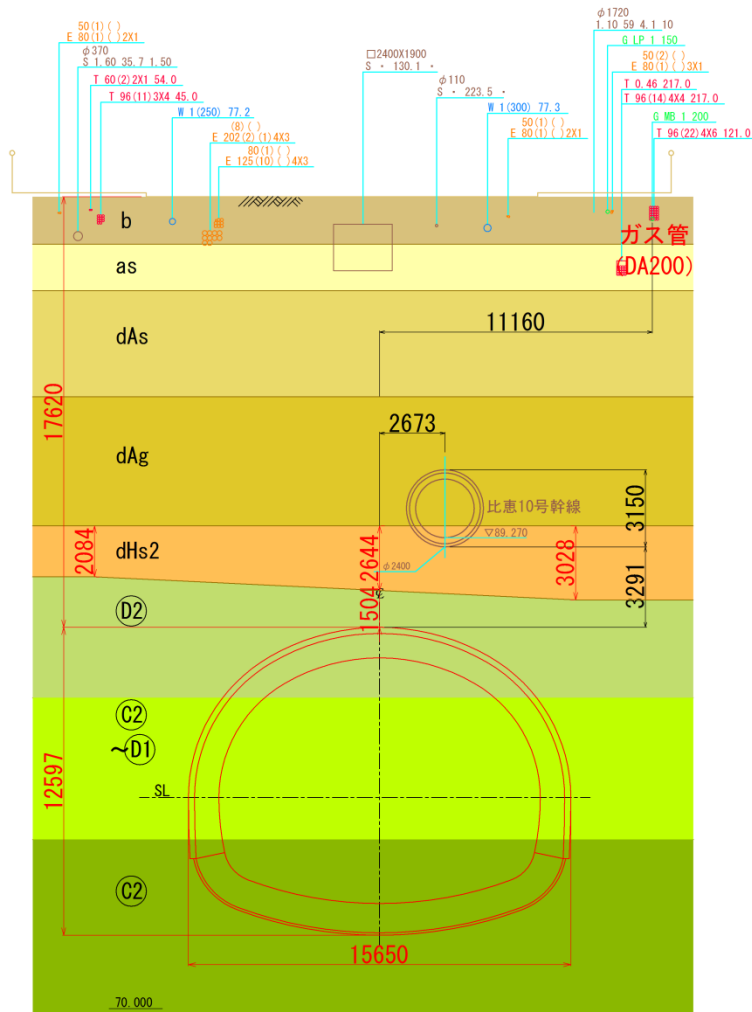 50(1)( )
E 80(1)( )2X1
φ370
S 1.60 35.7 1.50
T 60(2)2X1 54.0
T 96(11)3X4 45.0
W 1(250) 77.2
(8)( )
E 202(2)(1)4X3
80(1)( )
E 125(10)( )4X3
□2400X1900
S ・ 130.1 ・
φ110
S ・ 223.5 ・
W 1(300) 77.3
50(1)( )
E 80(1)( )2X1
φ1720
1.10 59 4.1 10
G LP 1 150
50(2)( )
E 80(1)( )3X1
T 0.46 217.0
T 96(14)4X4 217.0
G MB 1 200
T 96(22)4X6 121.0
b
ガス管
(DA200)
as
11160
dAs
17620
2673
dAg
比恵10号幹線
3150
▽89.270
2084
dHs2
2644
3028
φ2400
3291
1504
D2
C2
～D1
12597
SL
C2
15650
70.000